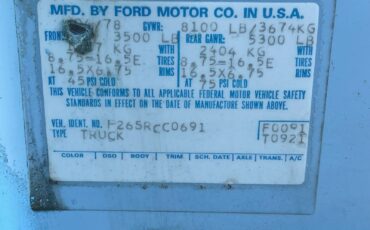 MFD. BY FORD MOTOR CO. IN U.S.A.
/78 GVWR: 8100 LB/3674KG
FRONT 3500 LB REAR GAWR: 5300 LB
KG WITH 2404 KG WITH
8.75=16.5E TIRES 8.75=16.5E TIRES
16.5X6.75 RIMS 16.5X6.75 RIMS
AT 45 PSI COLD AT 75 PSI COLD
THIS VEHICLE CONFORMS TO ALL APPLICABLE FEDERAL MOTOR VEHICLE SAFETY
STANDARDS IN EFFECT ON THE DATE OF MANUFACTURE SHOWN ABOVE.
VEH. IDENT. NO. F26SRCC0691 F0091
TYPE TRUCK T0921
COLOR DSO BODY TRIM. SCH. DATE AXLE TRANS. A/C